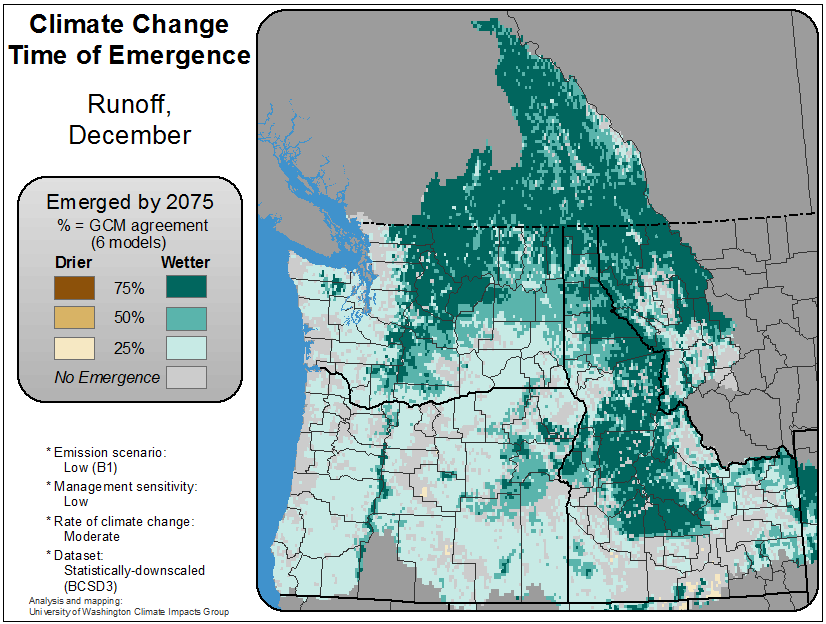 Climate Change
Time of Emergence
Runoff,
December
Emerged by 2075
% = GCM agreement
(6 models)
Drier Wetter
75%
50%
25%
No Emergence
* Emission scenario:
Low (B1)
* Management sensitivity:
Low
* Rate of climate change:
Moderate
* Dataset:
Statistically-downscaled
(BCSD3)
Analysis and mapping:
University of Washington Climate Impacts Group